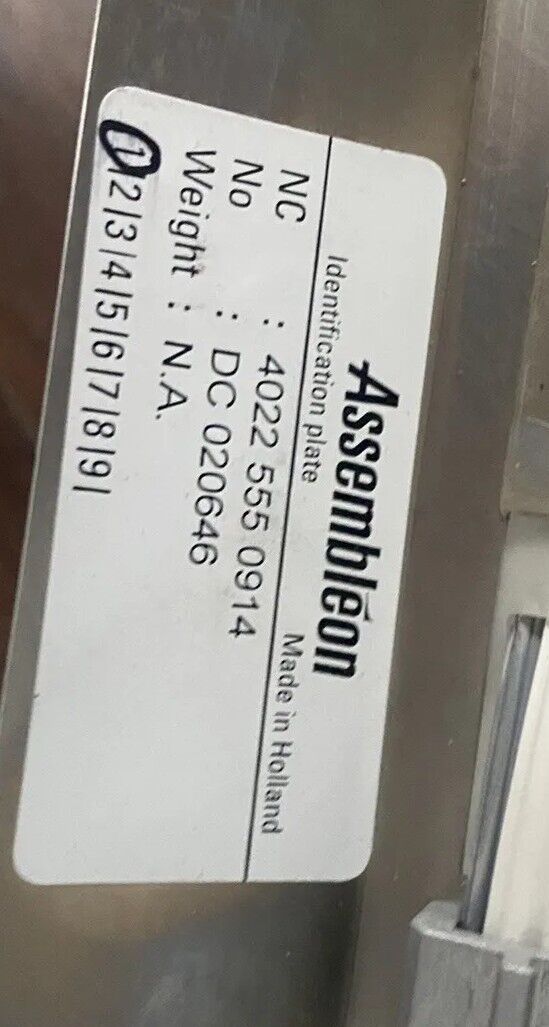 Assembléon
Identification plate Made in Holland
NC : 4022 555 0914
No : DC 020646
Weight : N.A.
1|2|3|4|5|6|7|8|9|